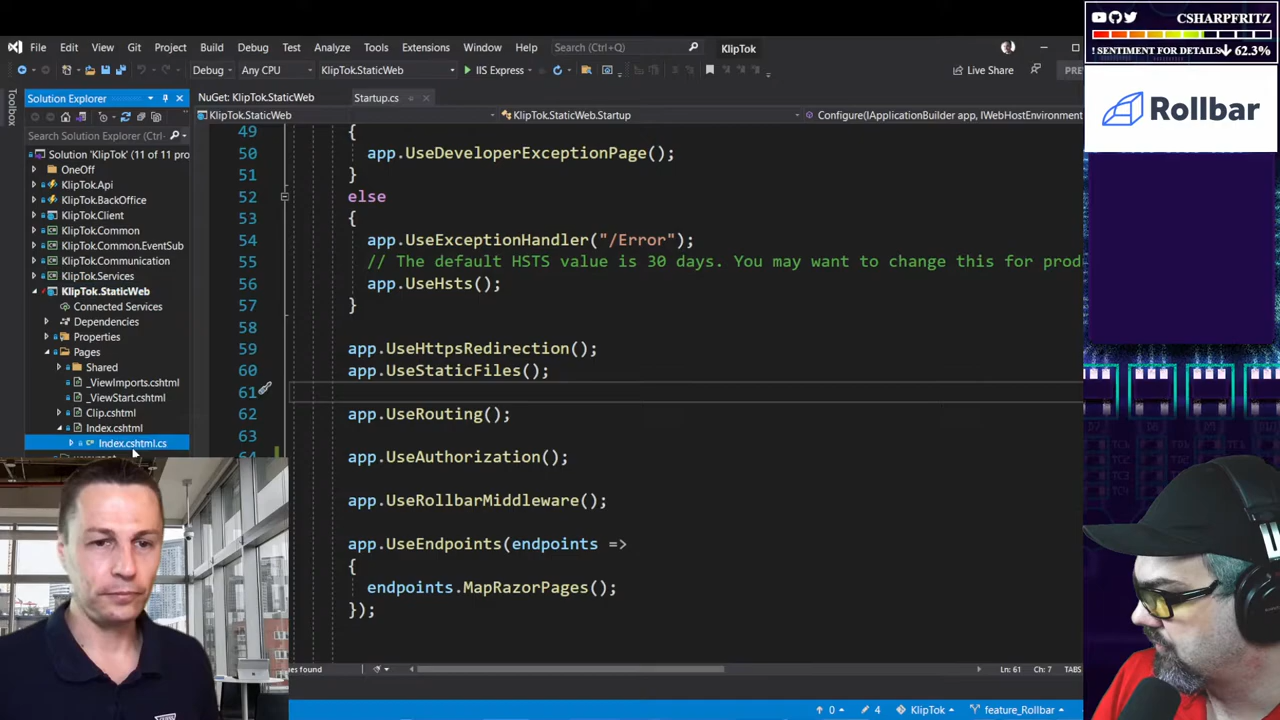 File Edit View Git Project Build Debug Test Analyze Tools Extensions Window Help Search (Ctrl+Q) KlipTok
Debug Any CPU KlipTok.StaticWeb IIS Express Live Share
Toolbox
Solution Explorer
Search Solution Explorer (Ctrl+
Solution 'KlipTok' (11 of 11 pro
OneOff
KlipTok.Api
KlipTok.BackOffice
KlipTok.Client
KlipTok.Common
KlipTok.Common.EventSub
KlipTok.Communication
KlipTok.Services
KlipTok.StaticWeb
Connected Services
Dependencies
Properties
Pages
Shared
_ViewImports.cshtml
_ViewStart.cshtml
Clip.cshtml
Index.cshtml
Index.cshtml.cs
NuGet: KlipTok.StaticWeb Startup.cs
KlipTok.StaticWeb KlipTok.StaticWeb.Startup Configure(IApplicationBuilder app, IWebHostEnvironment
49 {
50 app.UseDeveloperExceptionPage();
51 }
52 else
53 {
54 app.UseExceptionHandler("/Error");
55 // The default HSTS value is 30 days. You may want to change this for prod
56 app.UseHsts();
57 }
58
59 app.UseHttpsRedirection();
60 app.UseStaticFiles();
61
62 app.UseRouting();
63
64 app.UseAuthorization();
app.UseRollbarMiddleware();
app.UseEndpoints(endpoints =>
{
endpoints.MapRazorPages();
});
ues found Ln: 61 Ch: 7 TABS
0 4 KlipTok feature_Rollbar
CSHARPFRITZ
! SENTIMENT FOR DETAILS 62.3%
Rollbar